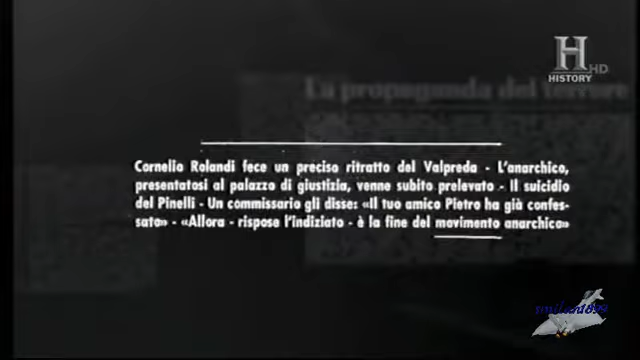 H HD
HISTORY
La propaganda del terrore
Cornelio Rolandi fece un preciso ritratto del Valpreda - L'anarchico,
presentatosi al palazzo di giustizia, venne subito prelevato - Il suicidio
del Pinelli - Un commissario gli disse: «Il tuo amico Pietro ha già confes-
sato» - «Allora - rispose l'indiziato - è la fine del movimento anarchico»
smilan1899